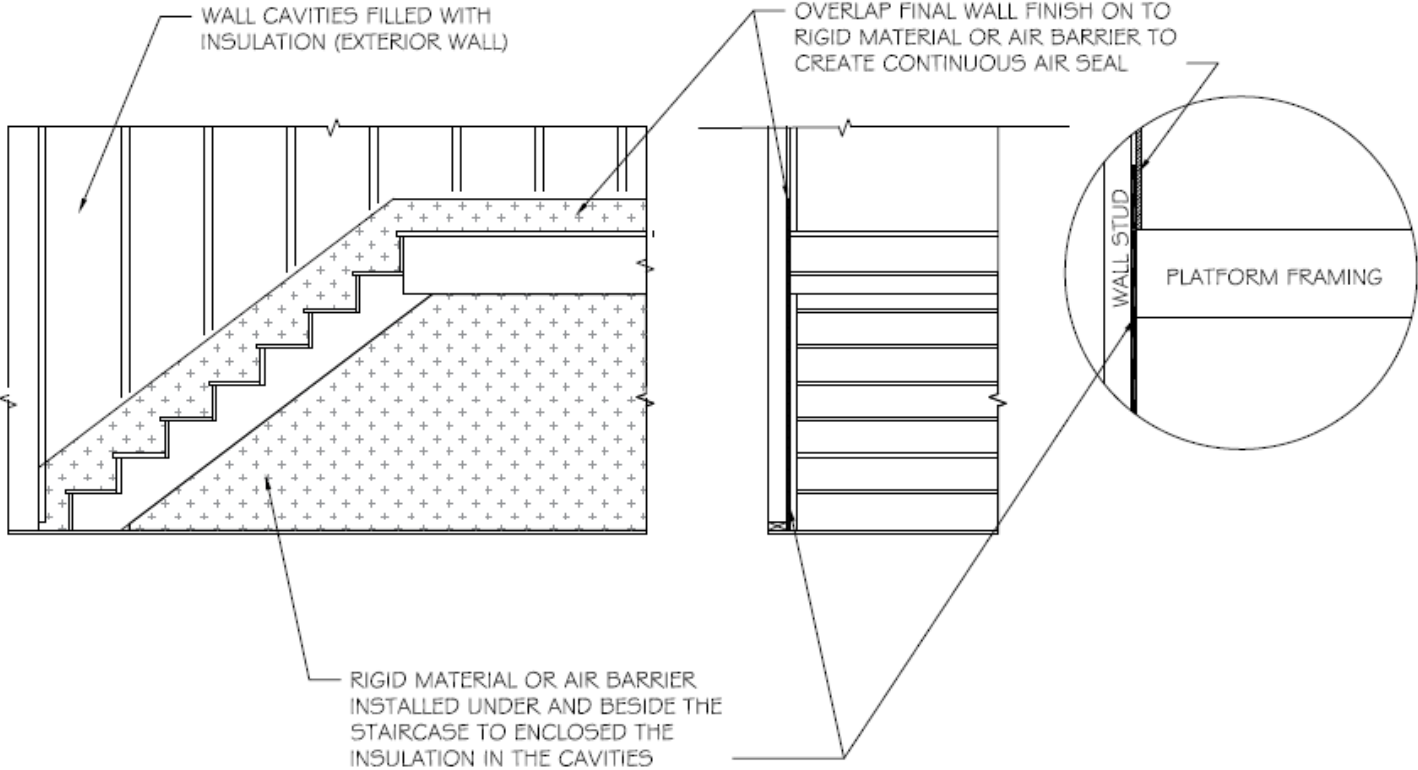 WALL CAVITIES FILLED WITH
INSULATION (EXTERIOR WALL)
OVERLAP FINAL WALL FINISH ON TO
RIGID MATERIAL OR AIR BARRIER TO
CREATE CONTINUOUS AIR SEAL
WALL STUD
PLATFORM FRAMING
RIGID MATERIAL OR AIR BARRIER
INSTALLED UNDER AND BESIDE THE
STAIRCASE TO ENCLOSED THE
INSULATION IN THE CAVITIES